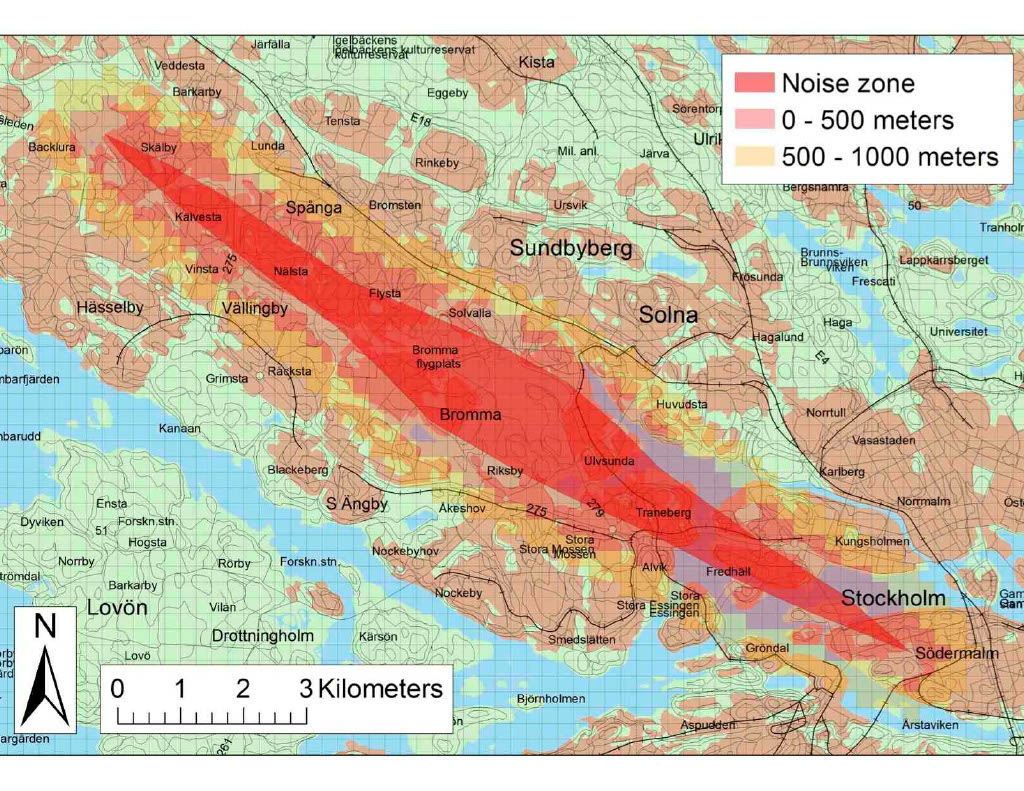 Noise zone
0 - 500 meters
500 - 1000 meters
Järfälla
Igelbäckens
Igelbäckens kulturreservat
kulturreservat
Veddesta
Kista
Barkarby
Eggeby
Sörentorp
Tensta
E18
Ulri
Backlura
Skälby
Lunda
Rinkeby
Mil. anl.
Järva
Bergshamra
Kälvesta
Spånga
Bromsten
Ursvik
50
Tranholm
Sundbyberg
Brunns-
Brunnsviken
viken
Lappkärrsberget
Vinsta
275
Nälsta
Frösunda
Frescati
Flysta
Hässelby
Vällingby
Solvalla
Solna
Haga
Universitet
Hagalund
E4
Bromma
flygplats
Grimsta
Råcksta
Huvudsta
Norrtull
Bromma
Kanaan
Vasastaden
Blackeberg
Riksby
Ulvsunda
Karlberg
S Ängby
Åkeshov
275
279
Traneberg
Norrmalm
Ensta
Dyviken
51
Forskn.stn.
Hogsta
Stora
Stora Mossen
Mossen
Kungsholmen
Nockebyhov
Norrby
Rörby
Forskn.stn.
Alvik
Fredhäll
Barkarby
Nockeby
Stora
Stora Essingen
Essingen
Stockholm
Lovön
Vilan
Drottningholm
Kärsön
Smedslätten
Gröndal
Södermalm
Lovö
Björnholmen
Aspudden
Årstaviken
261
N
0 1 2 3 Kilometers